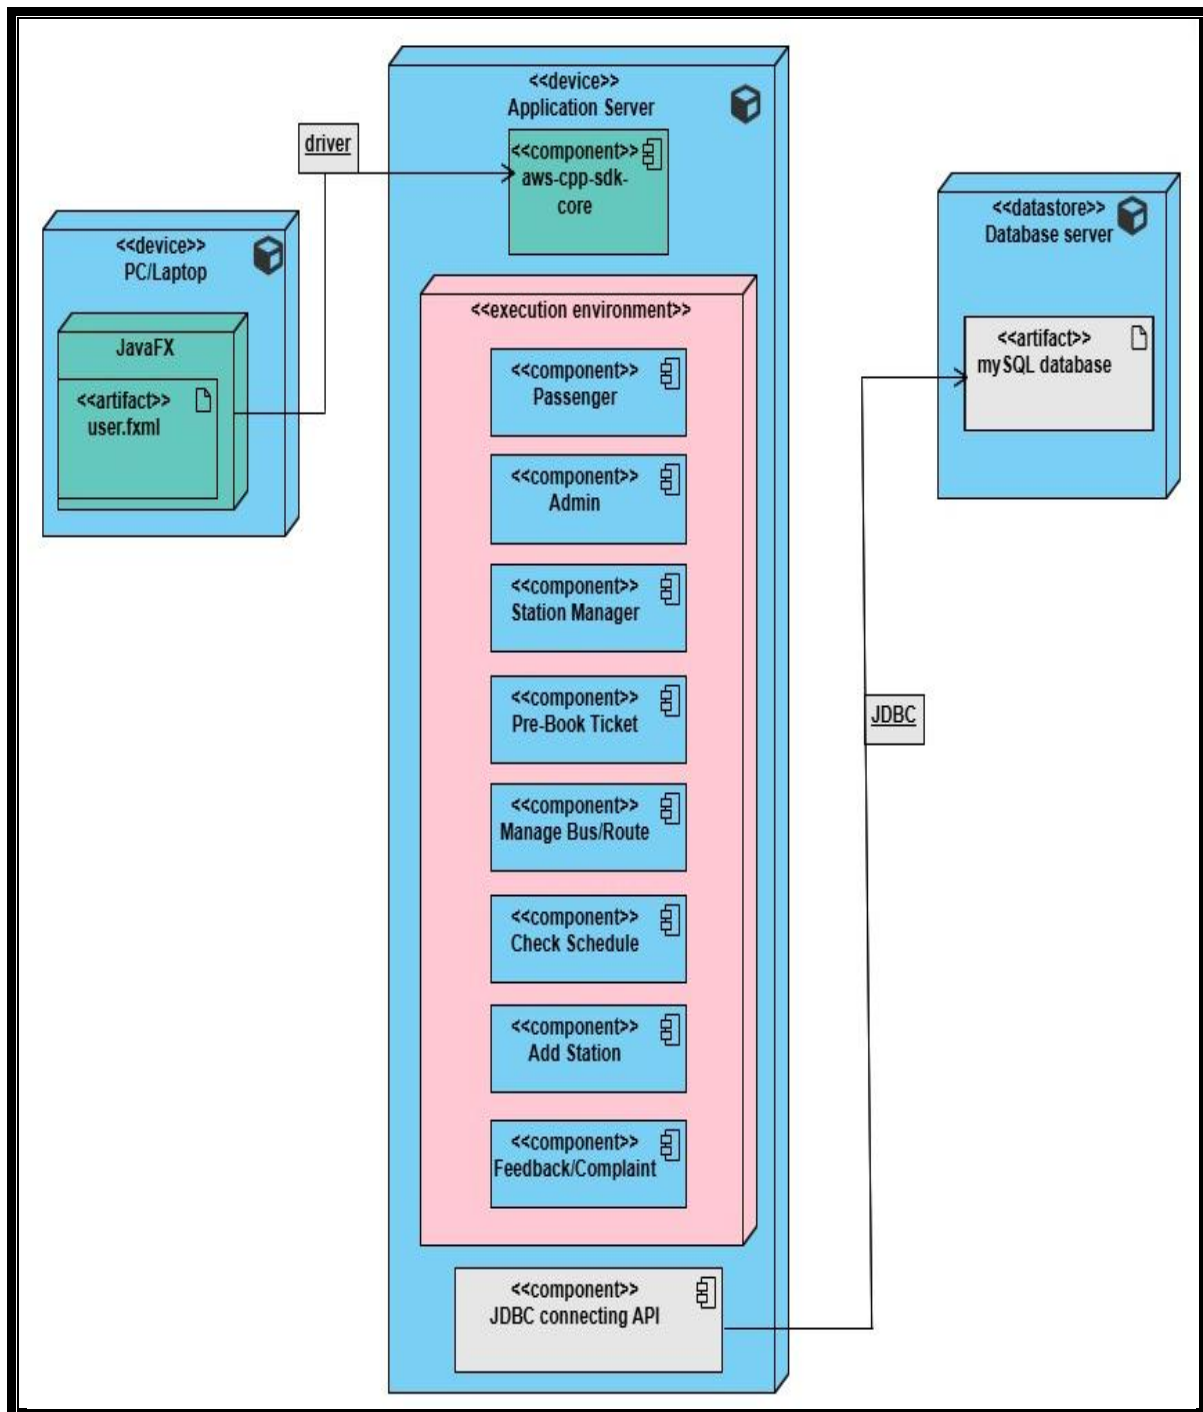 <<device>>
Application Server
<<component>>
aws-cpp-sdk-
core
driver
<<device>>
PC/Laptop
JavaFX
<<artifact>>
user.fxml
<<execution environment>>
<<component>>
Passenger
<<component>>
Admin
<<component>>
Station Manager
<<component>>
Pre-Book Ticket
<<component>>
Manage Bus/Route
<<component>>
Check Schedule
<<component>>
Add Station
<<component>>
Feedback/Complaint
<<component>>
JDBC connecting API
JDBC
<<datastore>>
Database server
<<artifact>>
mySQL database